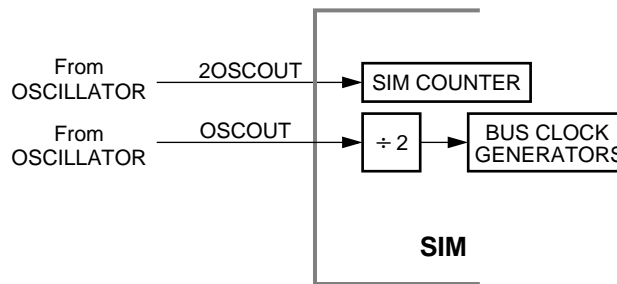 From
OSCILLATOR
2OSCOUT
SIM COUNTER
From
OSCILLATOR
OSCOUT
÷ 2
BUS CLOCK
GENERATORS
SIM